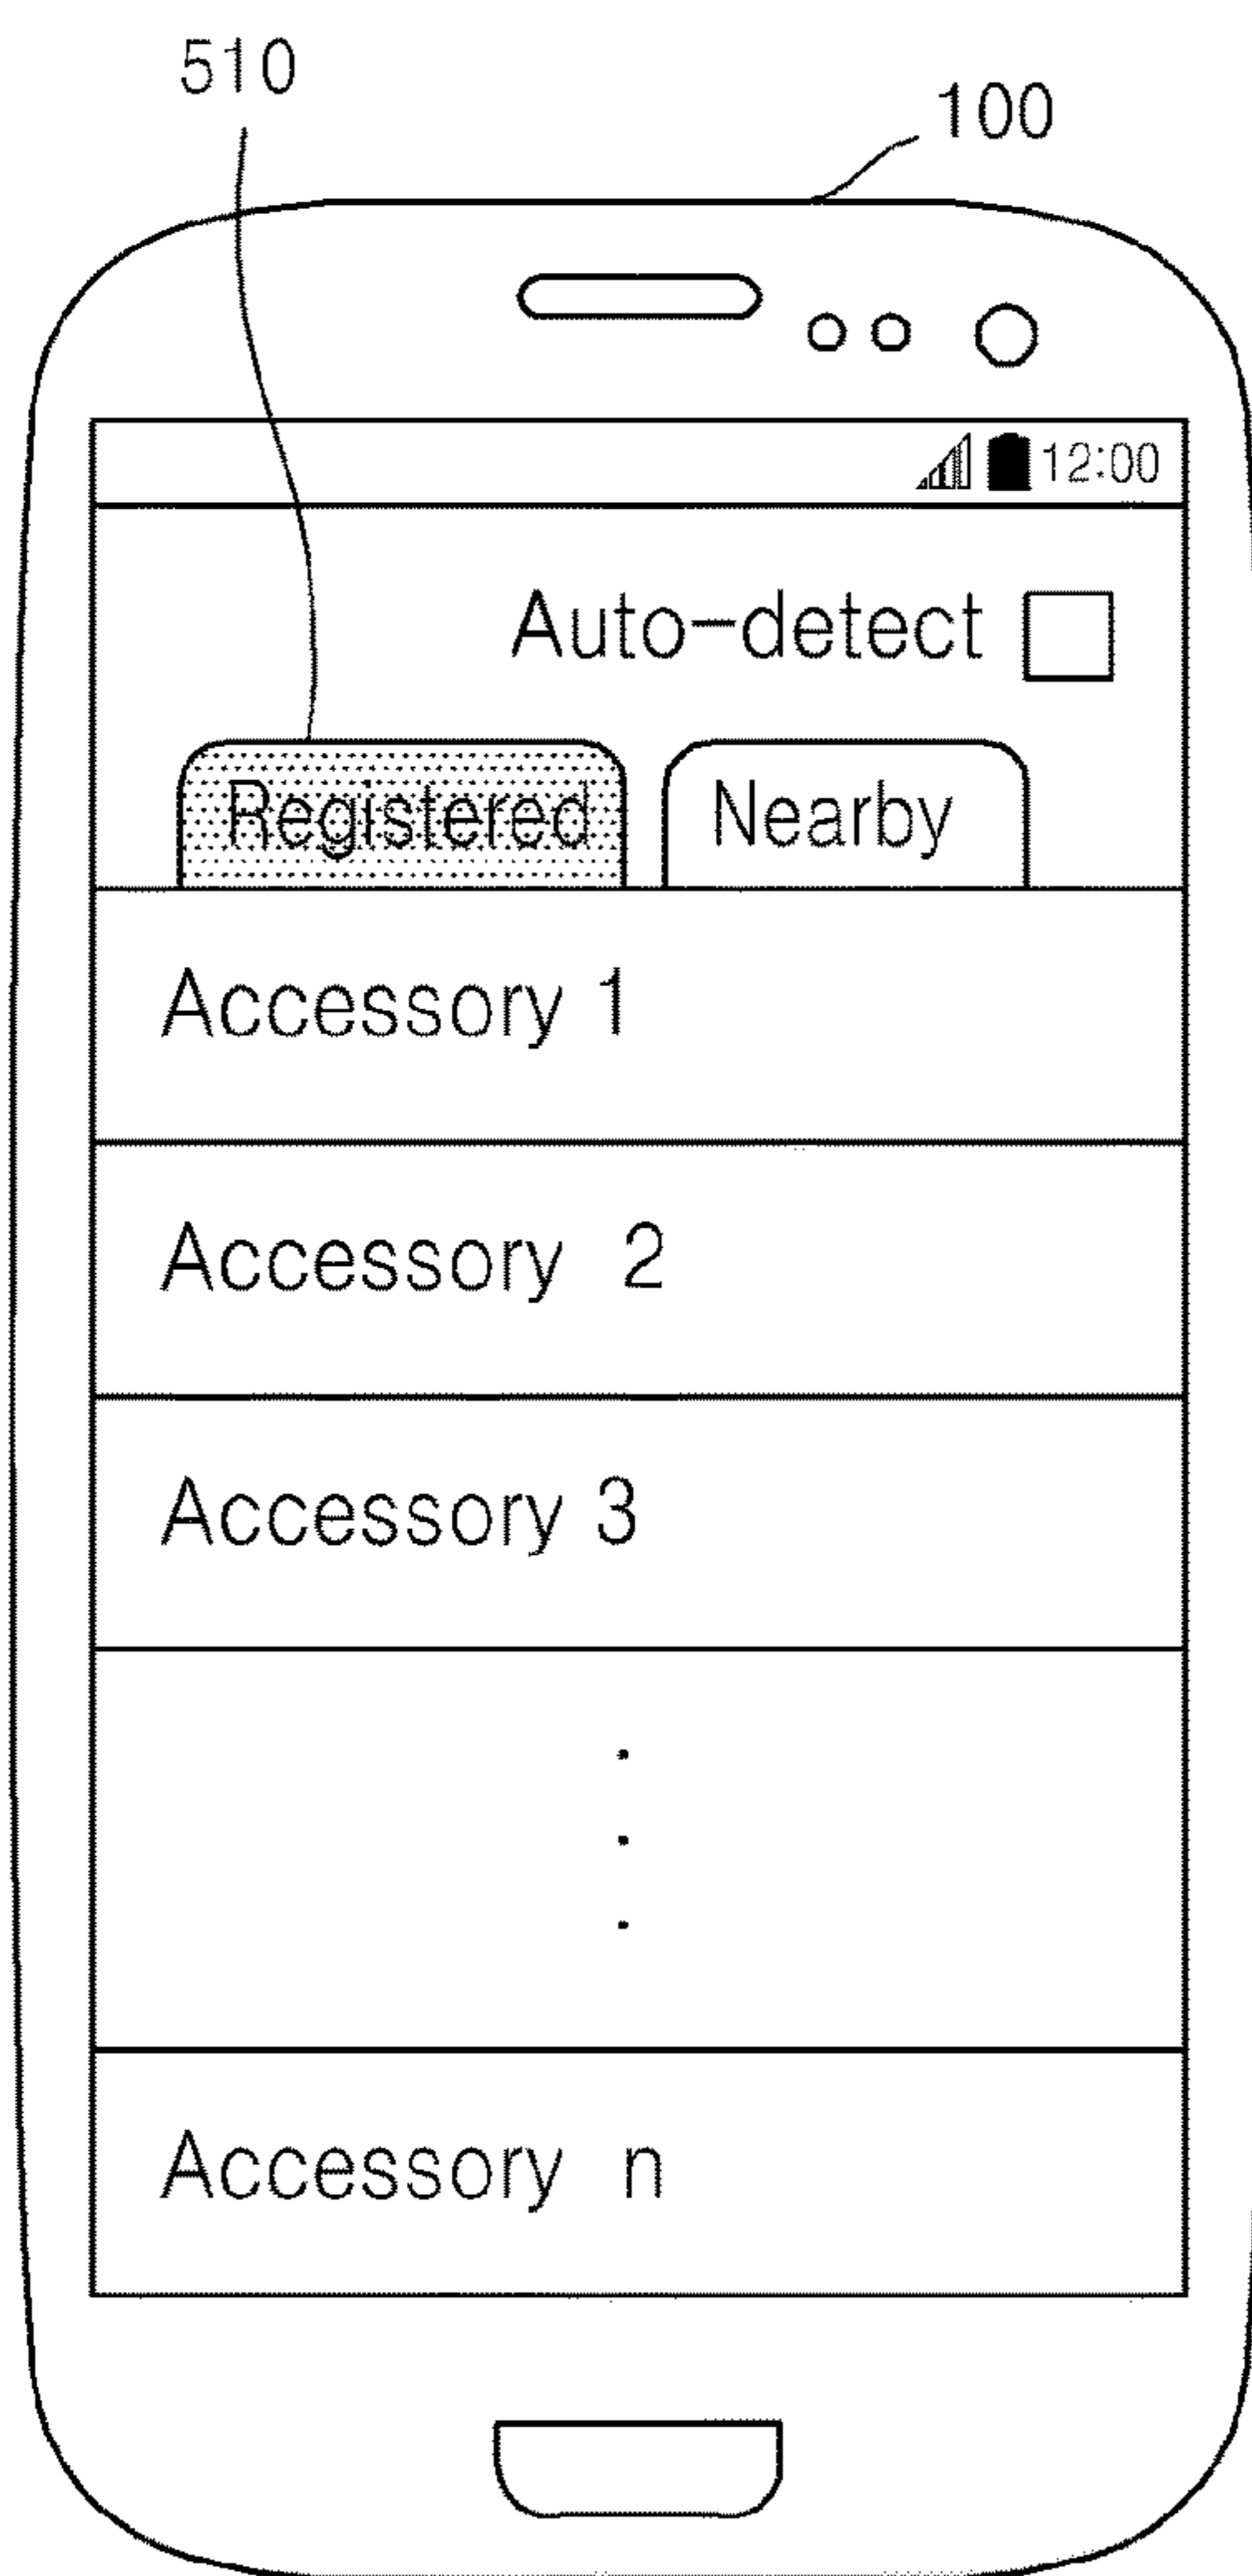 510
100
12:00
Auto-detect
Registered Nearby
Accessory 1
Accessory 2
Accessory 3
Accessory n